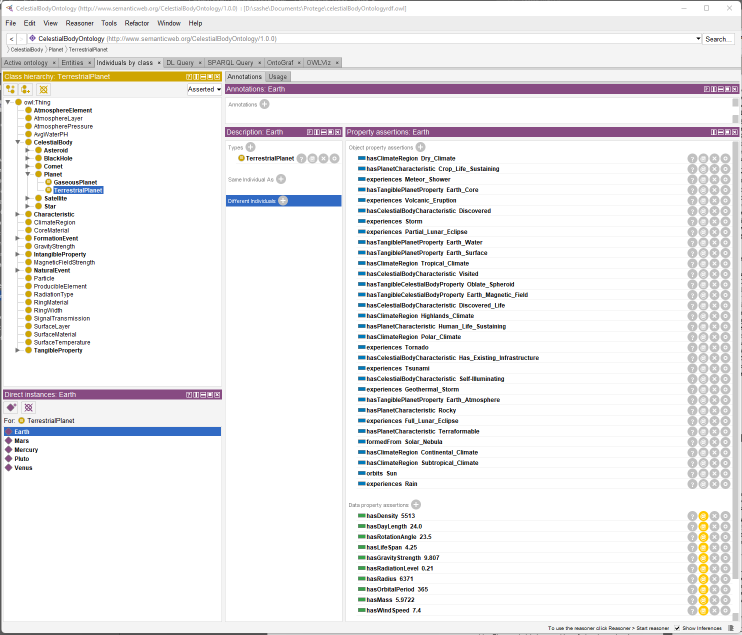 CelestialBodyOntology (http://www.semanticweb.org/CelestialBodyOntology/1.0.0) : [D:\sache\Documents\Protege\celestialBodyOntologyrdf.owl]
File Edit View Reasoner Tools Refactor Window Help
< > CelestialBodyOntology (http://www.semanticweb.org/CelestialBodyOntology/1.0.0) Search...
CelestialBody Planet TerrestrialPlanet
Active ontology × Entities × Individuals by class × DL Query × SPARQL Query × OntoGraf × OWLViz ×
Class hierarchy: TerrestrialPlanet
Asserted
owl:Thing
AtmosphereElement
AtmosphereLayer
AtmospherePressure
AvgWaterPH
CelestialBody
Asteroid
BlackHole
Comet
Planet
GaseousPlanet
TerrestrialPlanet
Satellite
Star
Characteristic
ClimateRegion
CoreMaterial
FormationEvent
GravityStrength
IntangibleProperty
MagneticFieldStrength
NaturalEvent
Particle
ProducibleElement
RadiationType
RingMaterial
RingWidth
SignalTransmission
SurfaceLayer
SurfaceMaterial
SurfaceTemperature
TangibleProperty
Direct instances: Earth
For: TerrestrialPlanet
Earth
Mars
Mercury
Pluto
Venus
Annotations Usage
Annotations: Earth
Annotations
Description: Earth
Types
TerrestrialPlanet
Same Individual As
Different Individuals
Property assertions: Earth
Object property assertions
hasClimateRegion Dry_Climate
hasPlanetCharacteristic Crop_Life_Sustaining
experiences Meteor_Shower
hasTangiblePlanetProperty Earth_Core
experiences Volcanic_Eruption
hasCelestialBodyCharacteristic Discovered
experiences Storm
experiences Partial_Lunar_Eclipse
hasTangiblePlanetProperty Earth_Water
hasTangiblePlanetProperty Earth_Surface
hasClimateRegion Tropical_Climate
hasCelestialBodyCharacteristic Visited
hasTangibleCelestialBodyProperty Oblate_Spheroid
hasTangibleCelestialBodyProperty Earth_Magnetic_Field
hasCelestialBodyCharacteristic Discovered_Life
hasClimateRegion Highlands_Climate
hasPlanetCharacteristic Human_Life_Sustaining
hasClimateRegion Polar_Climate
experiences Tornado
hasCelestialBodyCharacteristic Has_Existing_Infrastructure
experiences Tsunami
hasCelestialBodyCharacteristic Self-Illuminating
experiences Geothermal_Storm
hasTangiblePlanetProperty Earth_Atmosphere
hasPlanetCharacteristic Rocky
experiences Full_Lunar_Eclipse
hasPlanetCharacteristic Terraformable
formedFrom Solar_Nebula
hasClimateRegion Continental_Climate
hasClimateRegion Subtropical_Climate
orbits Sun
experiences Rain
Data property assertions
hasDensity 5513
hasDayLength 24.0
hasRotationAngle 23.5
hasLifeSpan 4.25
hasGravityStrength 9.807
hasRadiationLevel 0.21
hasRadius 6371
hasOrbitalPeriod 365
hasMass 5.9722
hasWindSpeed 7.4
To use the reasoner click Reasoner > Start reasoner Show Inferences